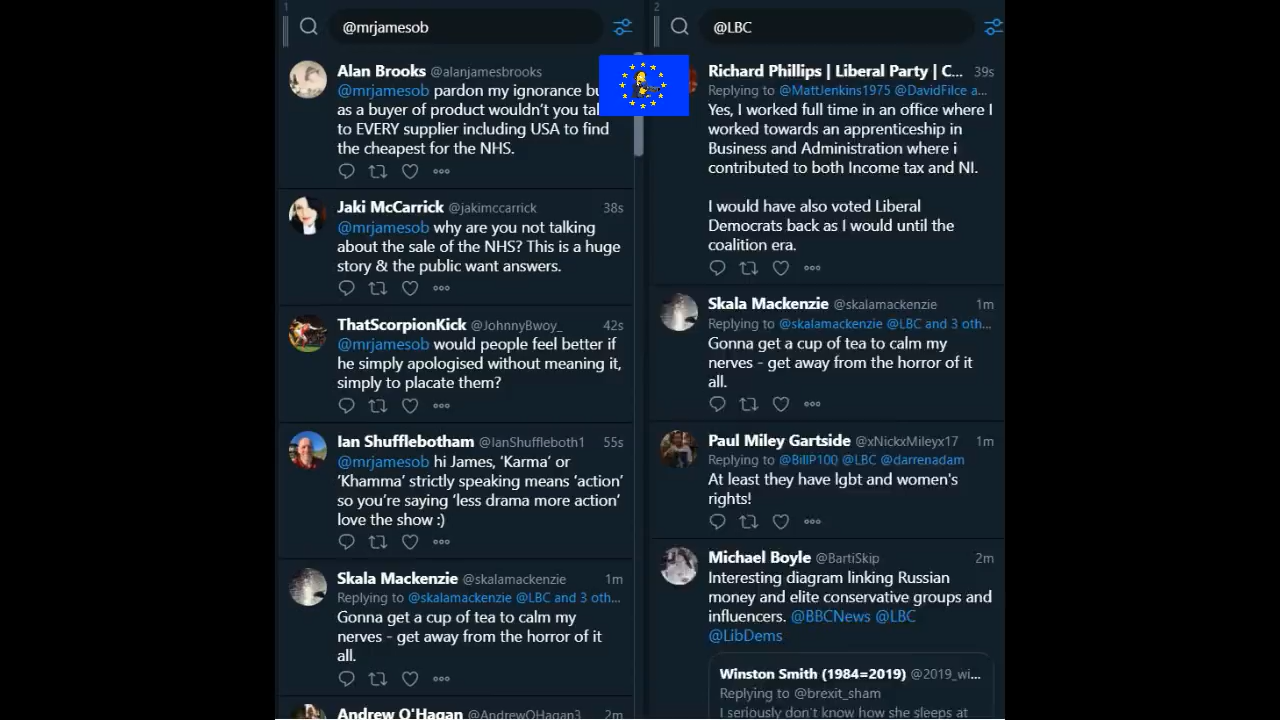 1
@mrjamesob
Alan Brooks @alanjamesbrooks
@mrjamesob pardon my ignorance
as a buyer of product wouldn't you
to EVERY supplier including USA to find
the cheapest for the NHS.
Jaki McCarrick @jakimccarrick 38s
@mrjamesob why are you not talking
about the sale of the NHS? This is a huge
story & the public want answers.
ThatScorpionKick @JohnnyBwoy_ 42s
@mrjamesob would people feel better if
he simply apologised without meaning it,
simply to placate them?
Ian Shufflebotham @IanShuffleboth1 55s
@mrjamesob hi James, 'Karma' or
'Khamma' strictly speaking means 'action'
so you're saying 'less drama more action'
love the show :)
Skala Mackenzie @skalamackenzie 1m
Replying to @skalamackenzie @LBC and 3 oth...
Gonna get a cup of tea to calm my
nerves - get away from the horror of it
all.
Andrew O'Hagan @AndrewOHagan3 2m
2
@LBC
Richard Phillips | Liberal Party | C... 39s
Replying to @MattJenkins1975 @DavidFilce a...
Yes, I worked full time in an office where I
worked towards an apprenticeship in
Business and Administration where i
contributed to both Income tax and NI.
I would have also voted Liberal
Democrats back as I would until the
coalition era.
Skala Mackenzie @skalamackenzie 1m
Replying to @skalamackenzie @LBC and 3 oth...
Gonna get a cup of tea to calm my
nerves - get away from the horror of it
all.
Paul Miley Gartside @xNickxMileyx17 1m
Replying to @BillP100 @LBC @darrenadam
At least they have lgbt and women's
rights!
Michael Boyle @BartiSkip 2m
Interesting diagram linking Russian
money and elite conservative groups and
influencers. @BBCNews @LBC
@LibDems
Winston Smith (1984=2019) @2019_wi...
Replying to @brexit_sham
I seriously don't know how she sleeps at